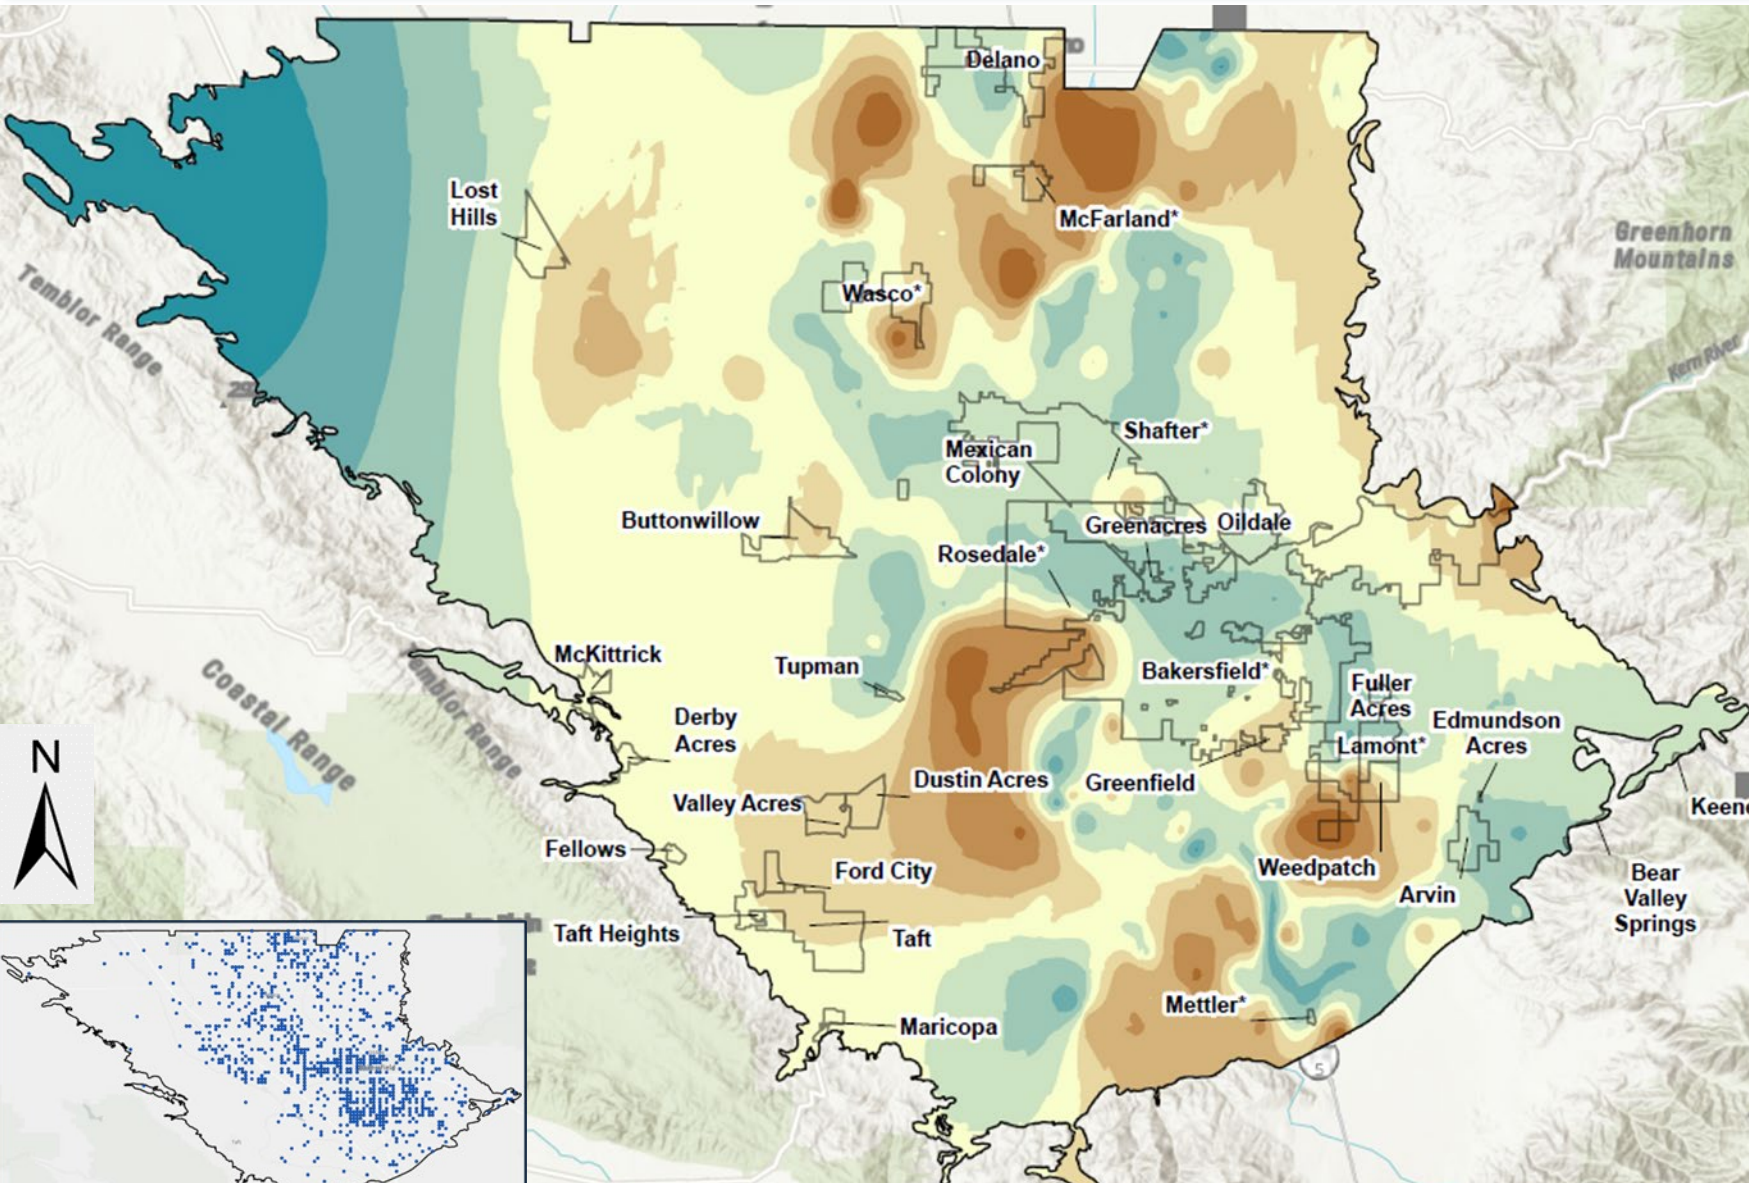 Delano
Lost
Hills
McFarland*
Greenhorn
Mountains
Temblor Range
Wasco*
Kern River
Shafter*
Mexican
Colony
Buttonwillow
Greenacres
Oildale
Rosedale*
McKittrick
Tupman
Bakersfield*
Fuller
Acres
Coastal Range
Temblor Range
Derby
Acres
Edmundson
Acres
Lamont*
N
Dustin Acres
Greenfield
Valley Acres
Keene
Fellows
Ford City
Weedpatch
Arvin
Bear
Valley
Springs
Taft Heights
Taft
Mettler*
Maricopa
5